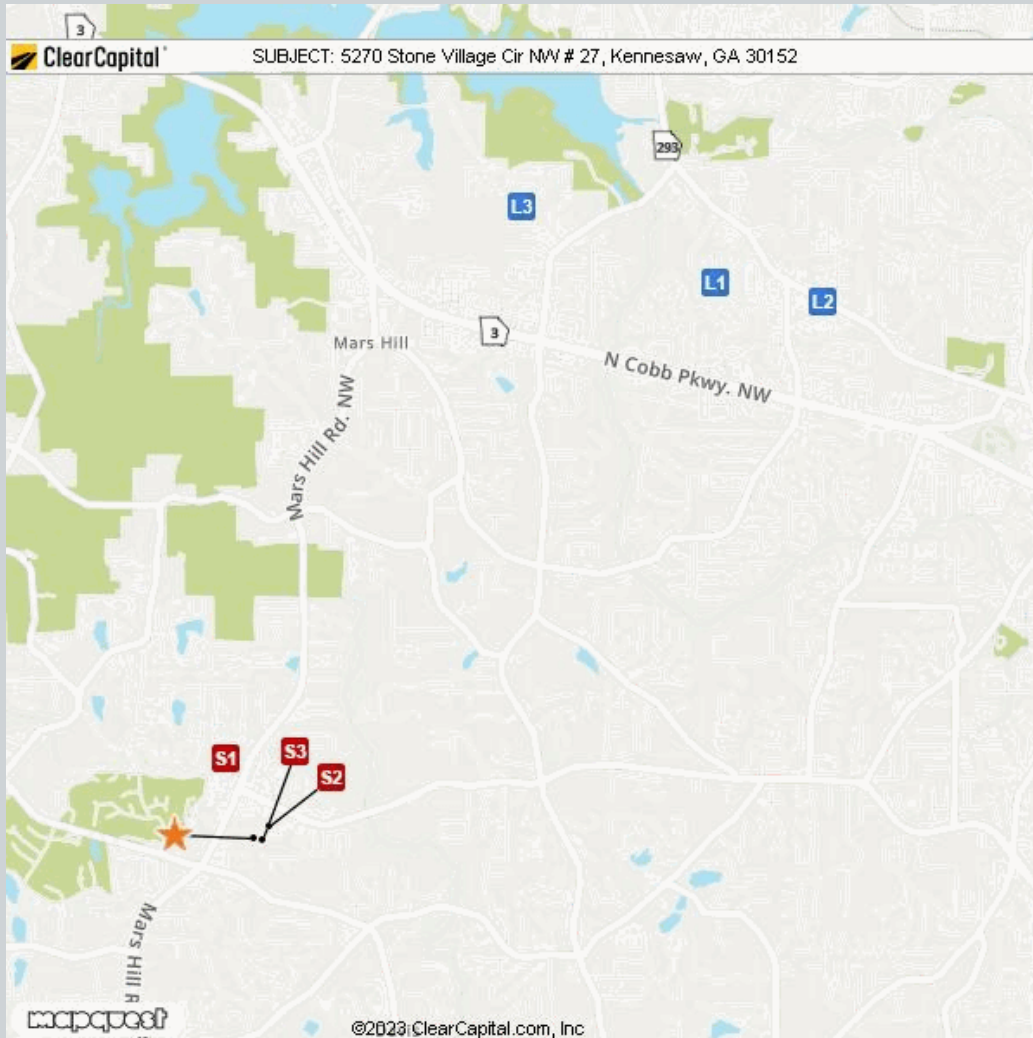 3
ClearCapital
SUBJECT: 5270 Stone Village Cir NW # 27, Kennesaw, GA 30152
293
L3
L1
L2
3
Mars Hill
N Cobb Pkwy. NW
Mars Hill Rd. NW
S1
S3
S2
Mars Hill R
mapquest
©2023 ClearCapital.com, Inc